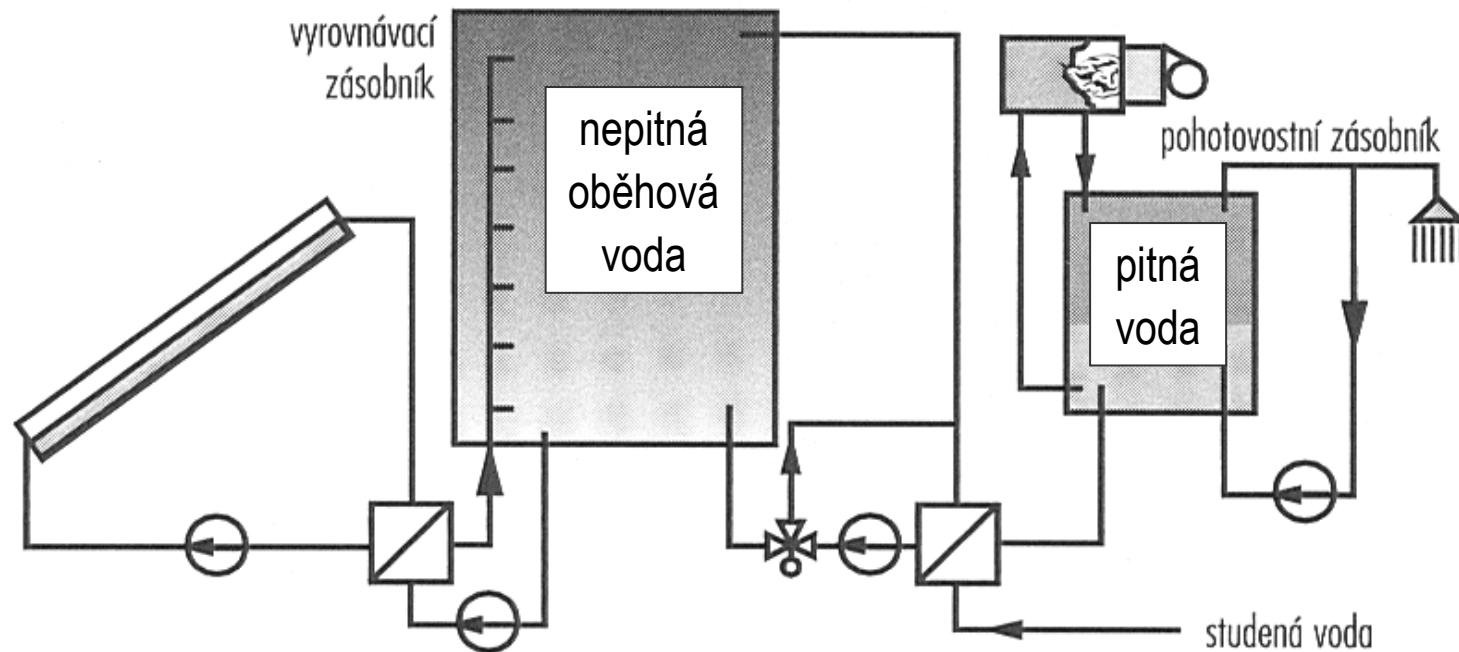 vyrovnávací
zásobník
nepitná
oběhová
voda
pohotovostní zásobník
pitná
voda
studená voda